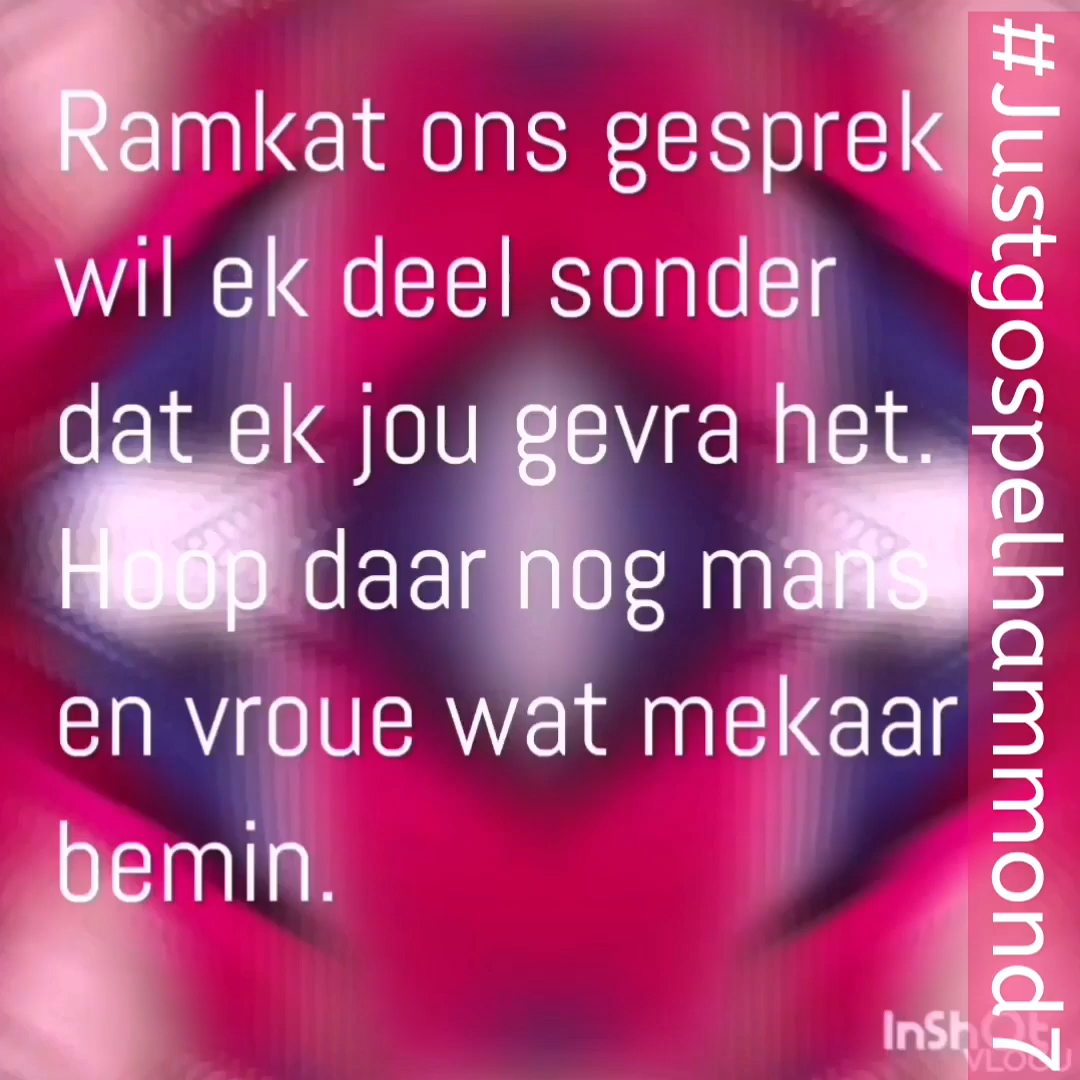 Ramkat ons gesprek
wil ek deel sonder
dat ek jou gevra het.
Hoop daar nog mans
en vroue wat mekaar
bemin.
#Justgospelhammond7
InShOt